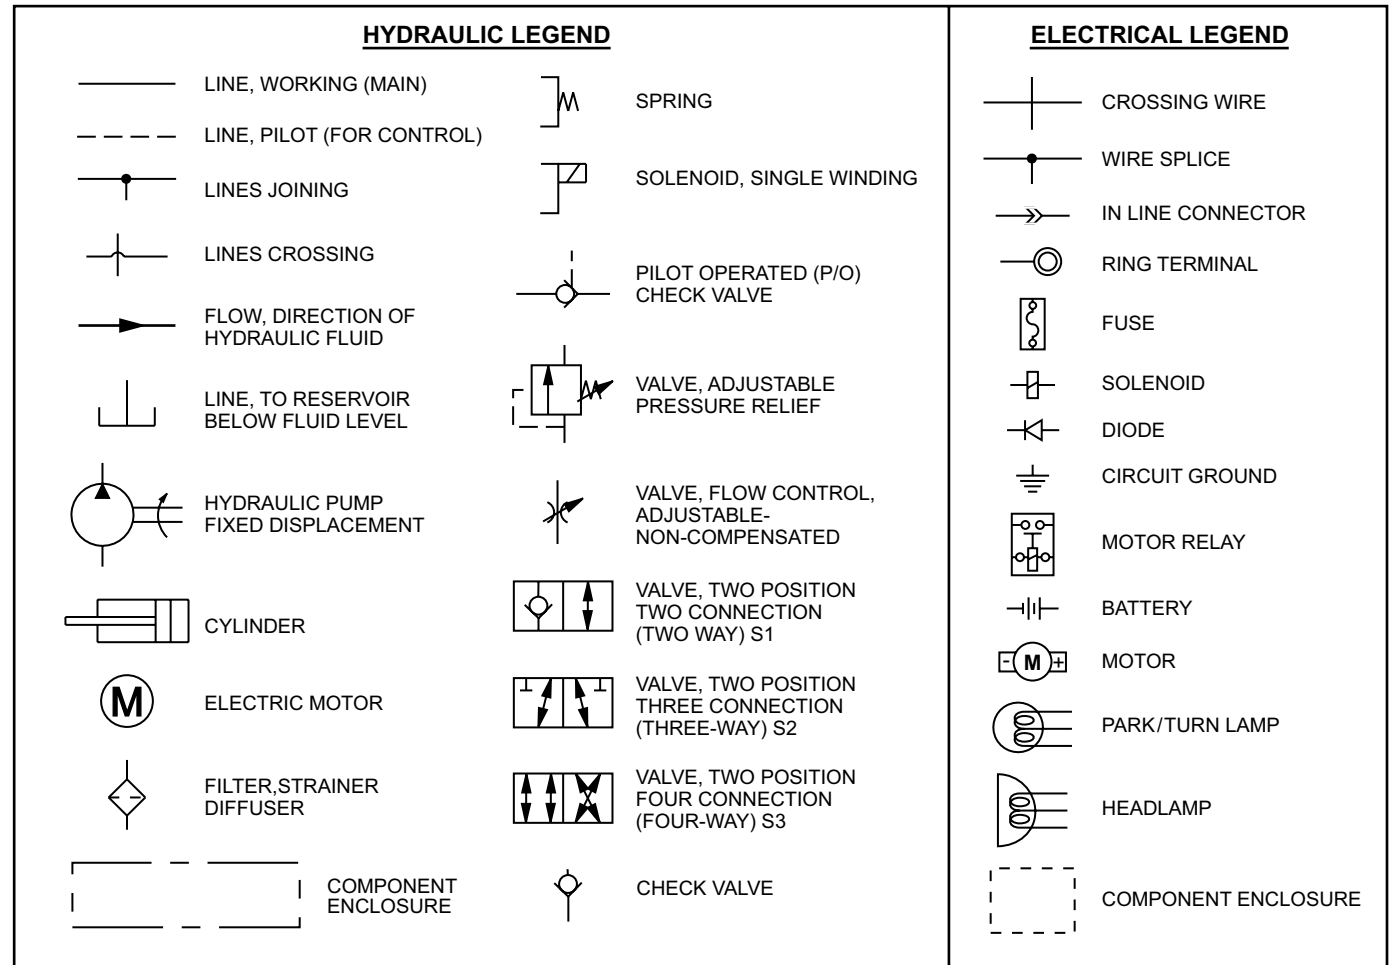 HYDRAULIC LEGEND
LINE, WORKING (MAIN)
LINE, PILOT (FOR CONTROL)
LINES JOINING
LINES CROSSING
FLOW, DIRECTION OF
HYDRAULIC FLUID
LINE, TO RESERVOIR
BELOW FLUID LEVEL
HYDRAULIC PUMP
FIXED DISPLACEMENT
CYLINDER
M
ELECTRIC MOTOR
FILTER,STRAINER
DIFFUSER
COMPONENT
ENCLOSURE
SPRING
SOLENOID, SINGLE WINDING
PILOT OPERATED (P/O)
CHECK VALVE
VALVE, ADJUSTABLE
PRESSURE RELIEF
VALVE, FLOW CONTROL,
ADJUSTABLE-
NON-COMPENSATED
VALVE, TWO POSITION
TWO CONNECTION
(TWO WAY) S1
VALVE, TWO POSITION
THREE CONNECTION
(THREE-WAY) S2
VALVE, TWO POSITION
FOUR CONNECTION
(FOUR-WAY) S3
CHECK VALVE
ELECTRICAL LEGEND
CROSSING WIRE
WIRE SPLICE
IN LINE CONNECTOR
RING TERMINAL
FUSE
SOLENOID
DIODE
CIRCUIT GROUND
MOTOR RELAY
BATTERY
- M +
MOTOR
PARK/TURN LAMP
HEADLAMP
COMPONENT ENCLOSURE